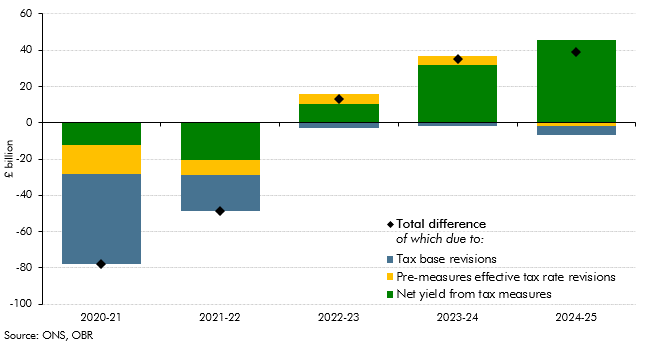 60
40
20
0
-20
-40
-60
-80
-100
£ billion
Total difference
of which due to:
Tax base revisions
Pre-measures effective tax rate revisions
Net yield from tax measures
2020-21 2021-22 2022-23 2023-24 2024-25
Source: ONS, OBR